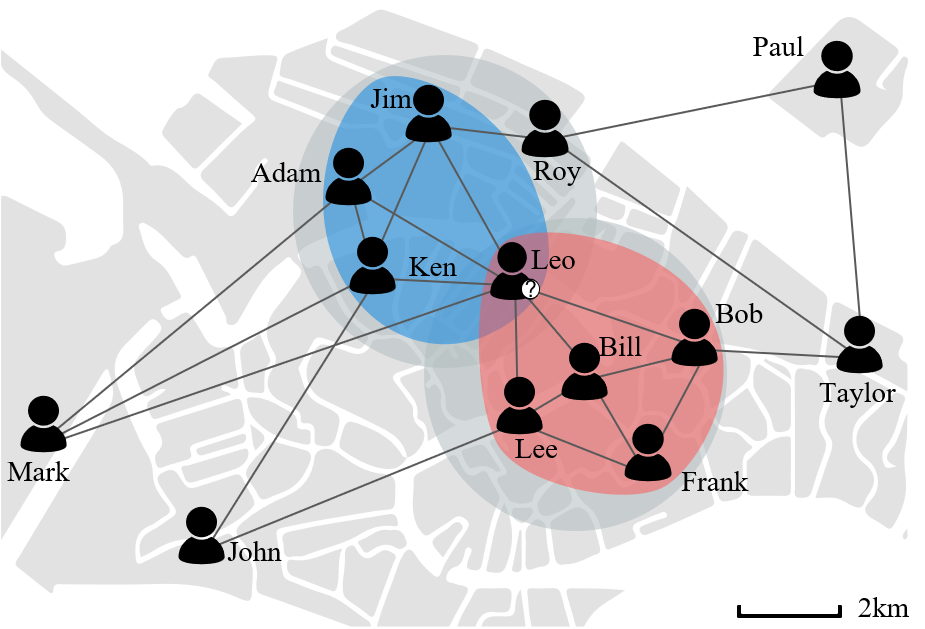 Paul
Jim
Adam
Roy
Ken
Leo
?
Bob
Bill
Taylor
Lee
Mark
Frank
John
2km